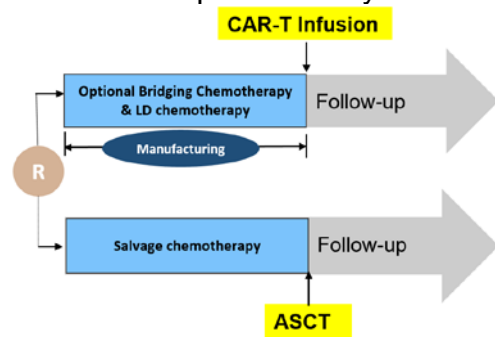 CAR-T Infusion
Optional Bridging Chemotherapy
& LD chemotherapy
Follow-up
Manufacturing
R
Salvage chemotherapy
Follow-up
ASCT